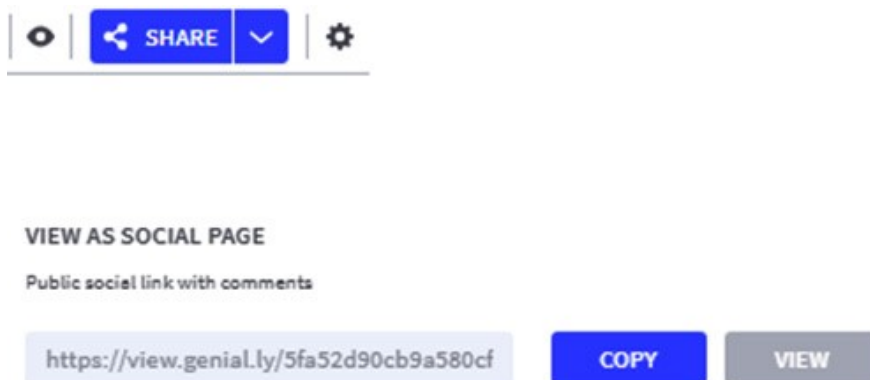 SHARE
VIEW AS SOCIAL PAGE
Public social link with comments
https://view.genial.ly/5fa52d90cb9a580cf COPY VIEW